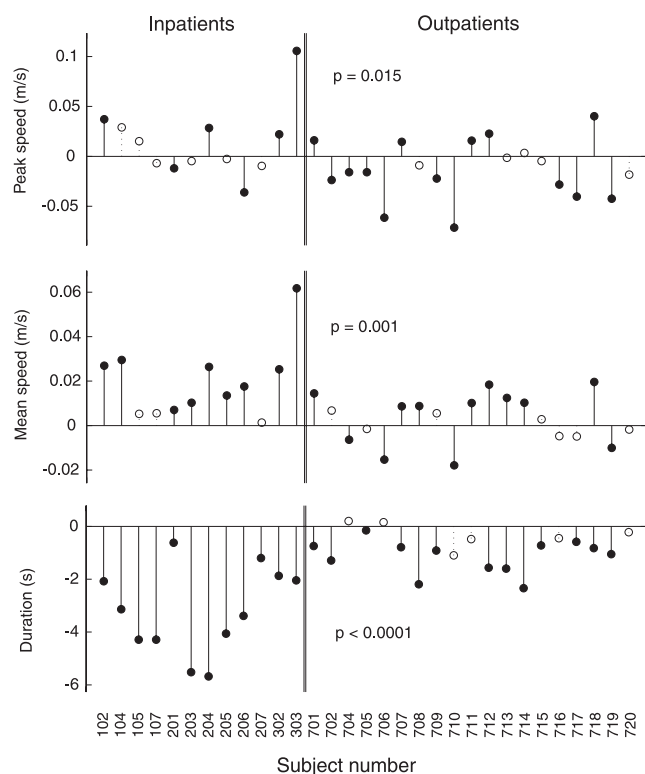 Inpatients
Outpatients
Peak speed (m/s)
0.1
0.05
0
-0.05
p = 0.015
Mean speed (m/s)
0.06
0.04
0.02
0
-0.02
p = 0.001
Duration (s)
0
-2
-4
-6
p < 0.0001
102 104 105 107 201 203 204 205 206 207 302 303 701 702 704 705 706 707 708 709 710 711 712 713 714 715 716 717 718 719 720
Subject number